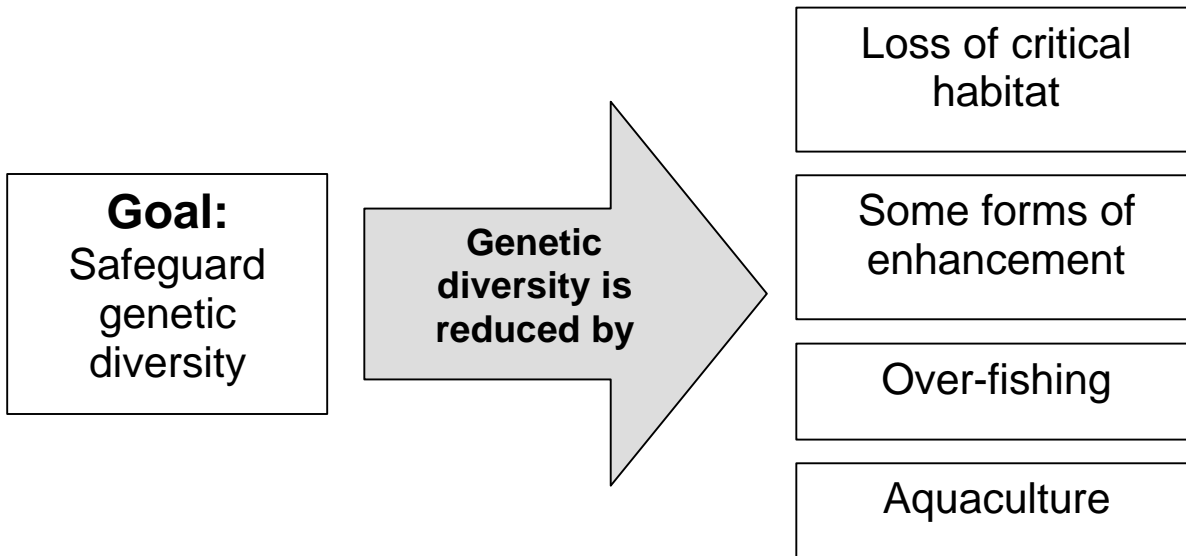 Goal:
Safeguard
genetic
diversity
Genetic
diversity is
reduced by
Loss of critical
habitat
Some forms of
enhancement
Over-fishing
Aquaculture